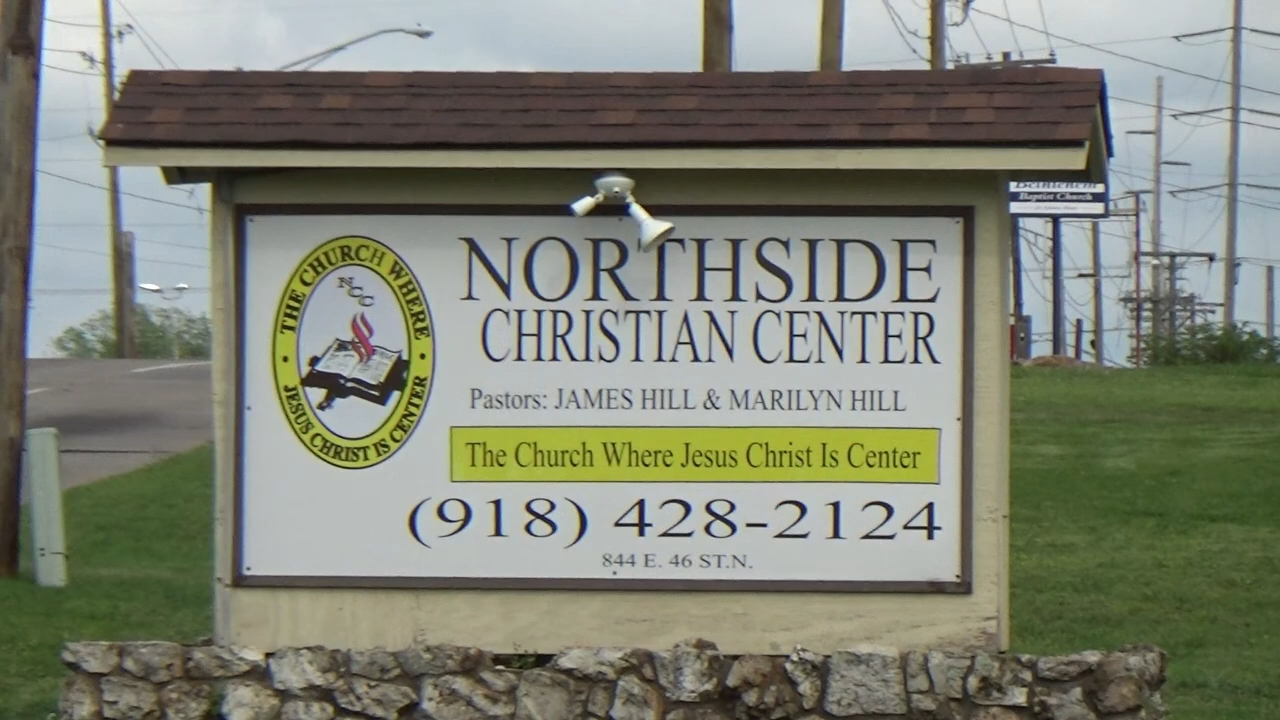 THE CHURCH WHERE
NCC
JESUS CHRIST IS CENTER
NORTHSIDE
CHRISTIAN CENTER
Pastors: JAMES HILL & MARILYN HILL
The Church Where Jesus Christ Is Center
(918) 428-2124
844 E. 46 ST.N.
Bethlehem
Baptist Church